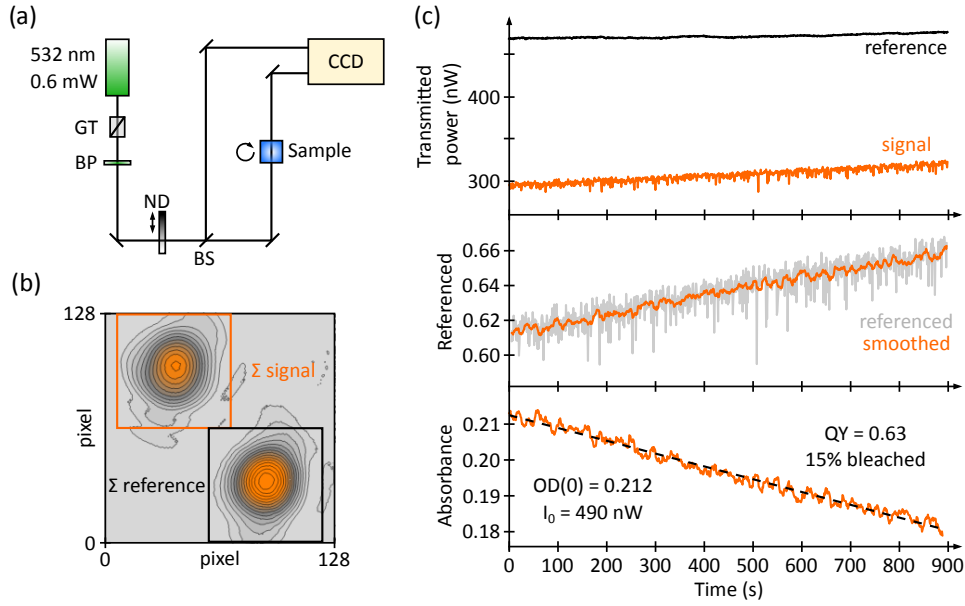 (a)
532 nm
0.6 mW
GT
BP
ND
BS
CCD
Sample
(b)
128
pixel
0
Σ signal
Σ reference
pixel
128
(c)
Transmitted
power (nW)
400
300
reference
signal
Referenced
0.66
0.64
0.62
0.60
referenced
smoothed
Absorbance
0.21
0.20
0.19
0.18
QY = 0.63
15% bleached
OD(0) = 0.212
I₀ = 490 nW
0 100 200 300 400 500 600 700 800 900
Time (s)